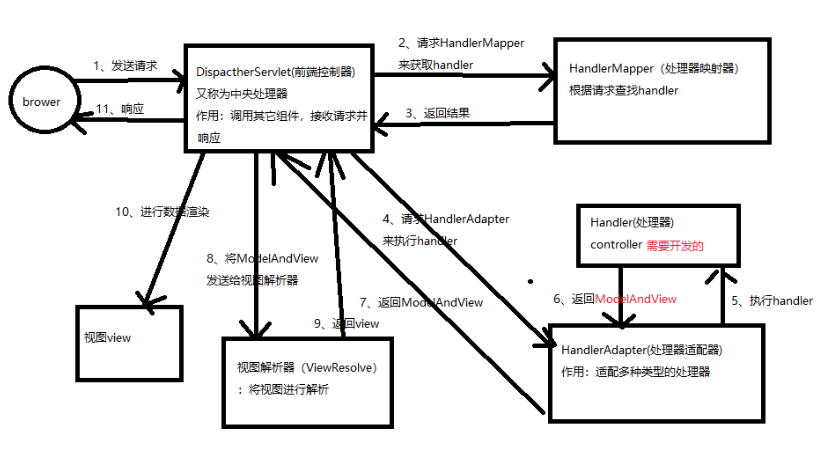 1、发送请求
brower
11、响应
DispactherServlet(前端控制器)
又称为中央处理器
作用：调用其它组件，接收请求并
响应
2、请求HandlerMapper
来获取handler
3、返回结果
HandlerMapper（处理器映射器）
根据请求查找handler
10、进行数据渲染
8、将ModelAndView
发送给视图解析器
9、返回view
4、请求HandlerAdapter
来执行handler
7、返回ModelAndView
Handler(处理器)
controller 需要开发的
6、返回ModelAndView
5、执行handler
HandlerAdapter(处理器适配器)
作用：适配多种类型的处理器
视图view
视图解析器（ViewResolve）
：将视图进行解析